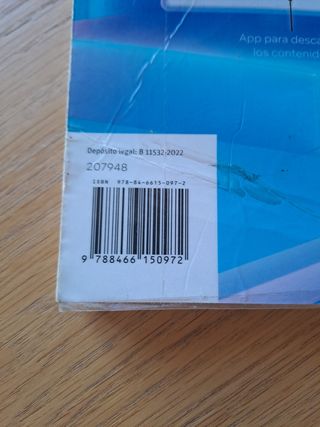 App para desca
los contenid
Depósito legal: B 11532-2022
207948
ISBN 978-84-6615-097-2
9 788466 150972